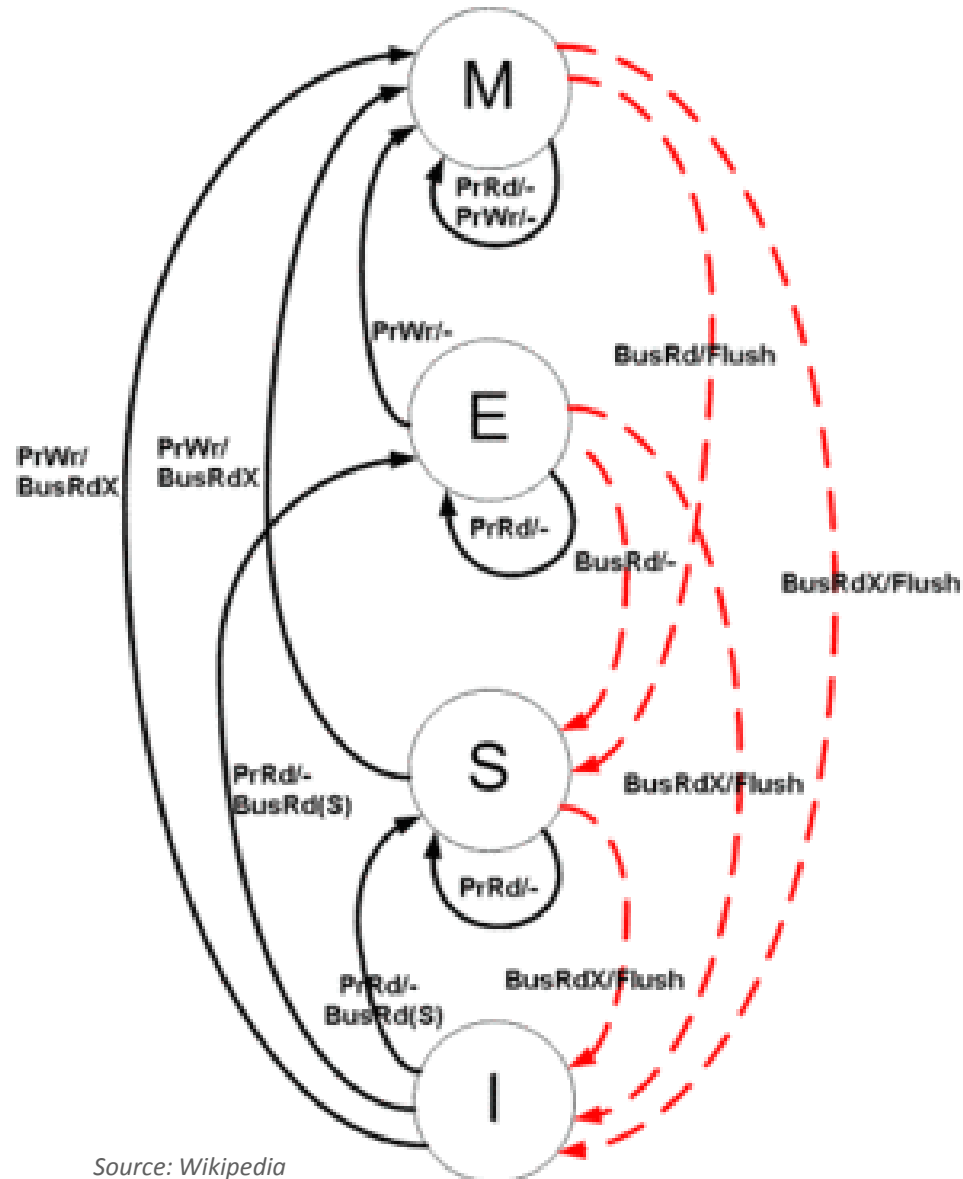 M
PrRd/-
PrWr/-
PrWr/-
BusRd/Flush
E
PrWr/
BusRdX
PrWr/
BusRdX
PrRd/-
BusRd/-
BusRdX/Flush
S
PrRd/-
BusRd(S)
BusRdX/Flush
PrRd/-
PrRd/-
BusRd(S)
BusRdX/Flush
I
Source: Wikipedia